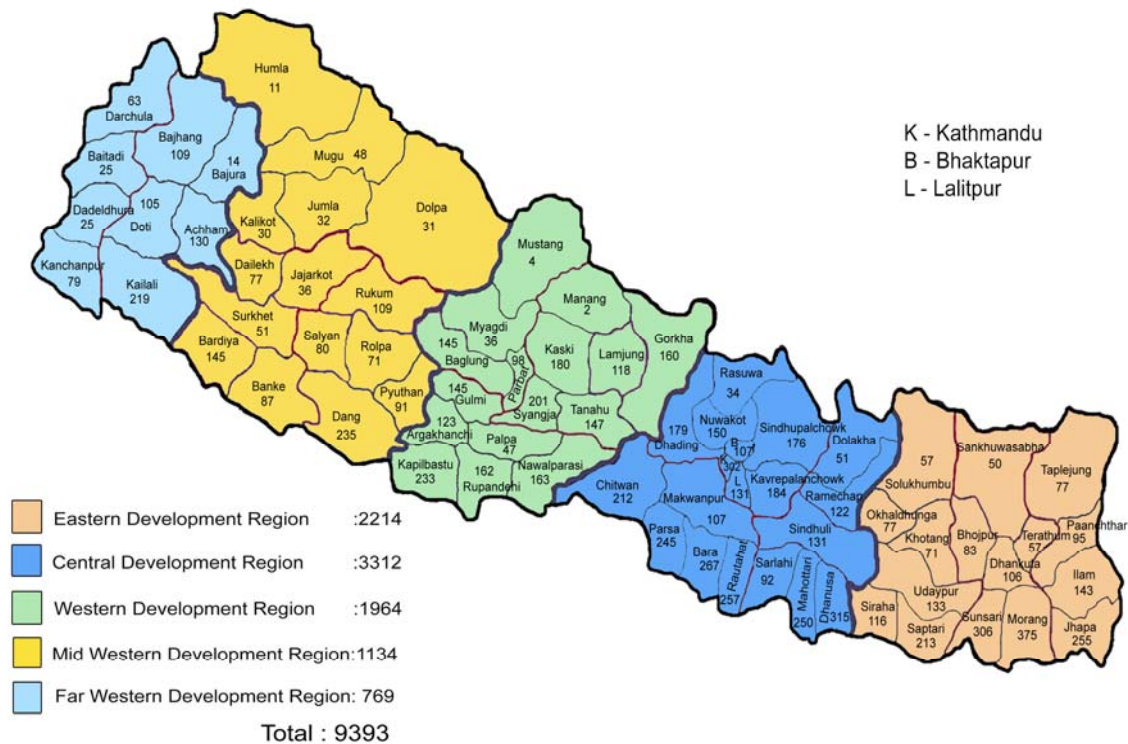 Humla
11
63
Darchula
Bajhang
109
Mugu 48
14
Bajura
Baitadi
25
Jumla
32
Dolpa
31
Dadeldhura
25
105
Doti
Achham
130
Kalikot
30
Kanchanpur
79
Kailali
219
Dailekh
77
Jajarkot
36
Rukum
109
Surkhet
51
Salyan
80
Rolpa
71
Bardiya
145
Banke
87
Pyuthan
91
Dang
235
K - Kathmandu
B - Bhaktapur
L - Lalitpur
Mustang
4
Manang
2
Myagdi
36
145
Baglung
98
Parbat
Kaski
180
Lamjung
118
Gorkha
160
145
Gulmi
201
Syangja
Tanahu
147
123
Argakhanchi
Palpa
47
Kapilbastu
233
162
Rupandehi
Nawalparasi
163
Rasuwa
34
Nuwakot
150
179
Dhading
Sindhupalchowk
176
Dolakha
51
B
107
K
302
L
131
Kavrepalanchowk
184
Ramechap
122
Chitwan
212
Makwanpur
107
Sindhuli
131
Parsa
245
Dara
267
Rautahat
257
Sarlahi
92
Mahottari
250
Dhanusa
315
57
Solukhumbu
Sankhuwasabha
50
Taplejung
77
Okhaldhunga
77
Khotang
71
Bhojpur
83
Terathum
57
Paanchthar
95
Dhankuta
106
Ilam
143
Udaypur
133
Siraha
116
Saptari
213
Sunsari
306
Morang
375
Jhapa
255
Eastern Development Region :2214
Central Development Region :3312
Western Development Region :1964
Mid Western Development Region:1134
Far Western Development Region: 769
Total : 9393